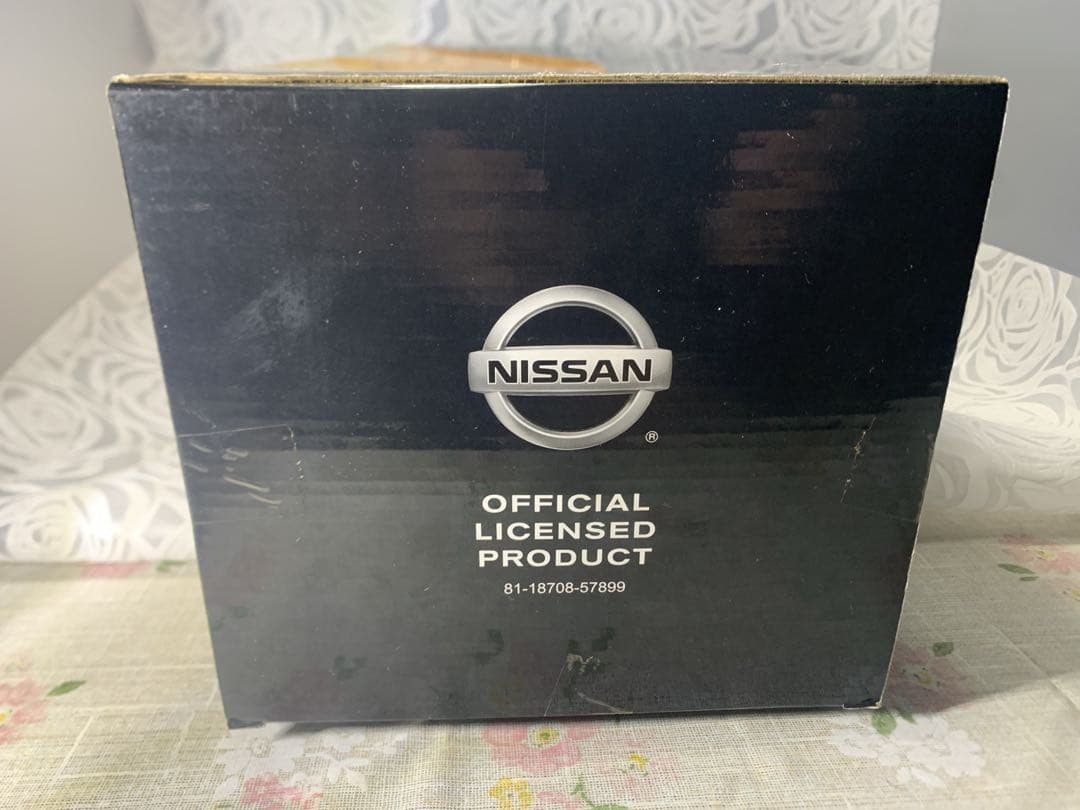 NISSAN
®
OFFICIAL
LICENSED
PRODUCT
81-18708-57899